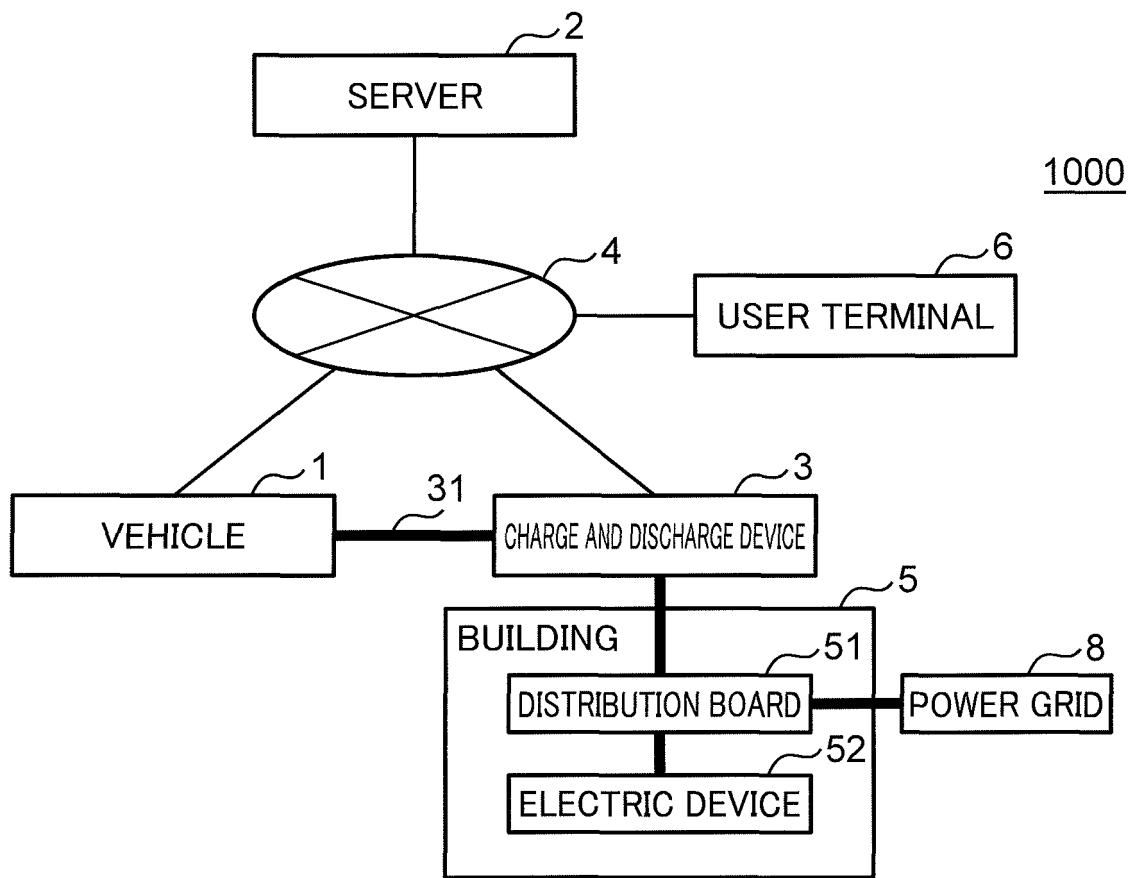 2
SERVER
1000
4
6
USER TERMINAL
1
31
3
VEHICLE
CHARGE AND DISCHARGE DEVICE
5
BUILDING
51
8
DISTRIBUTION BOARD
POWER GRID
52
ELECTRIC DEVICE